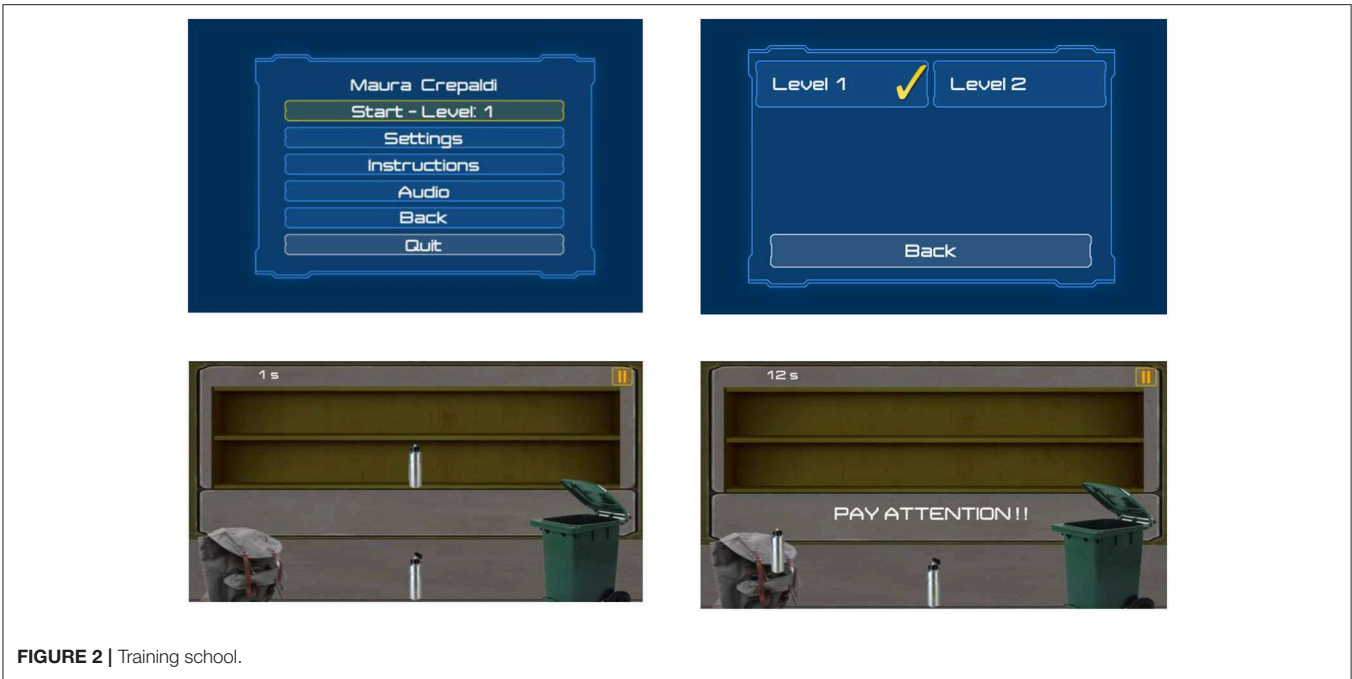 Maura Crepaldi
Start - Level: 1
Settings
Instructions
Audio
Back
Quit
Level 1
Level 2
Back
1 s
12 s
PAY ATTENTION!!
FIGURE 2 | Training school.